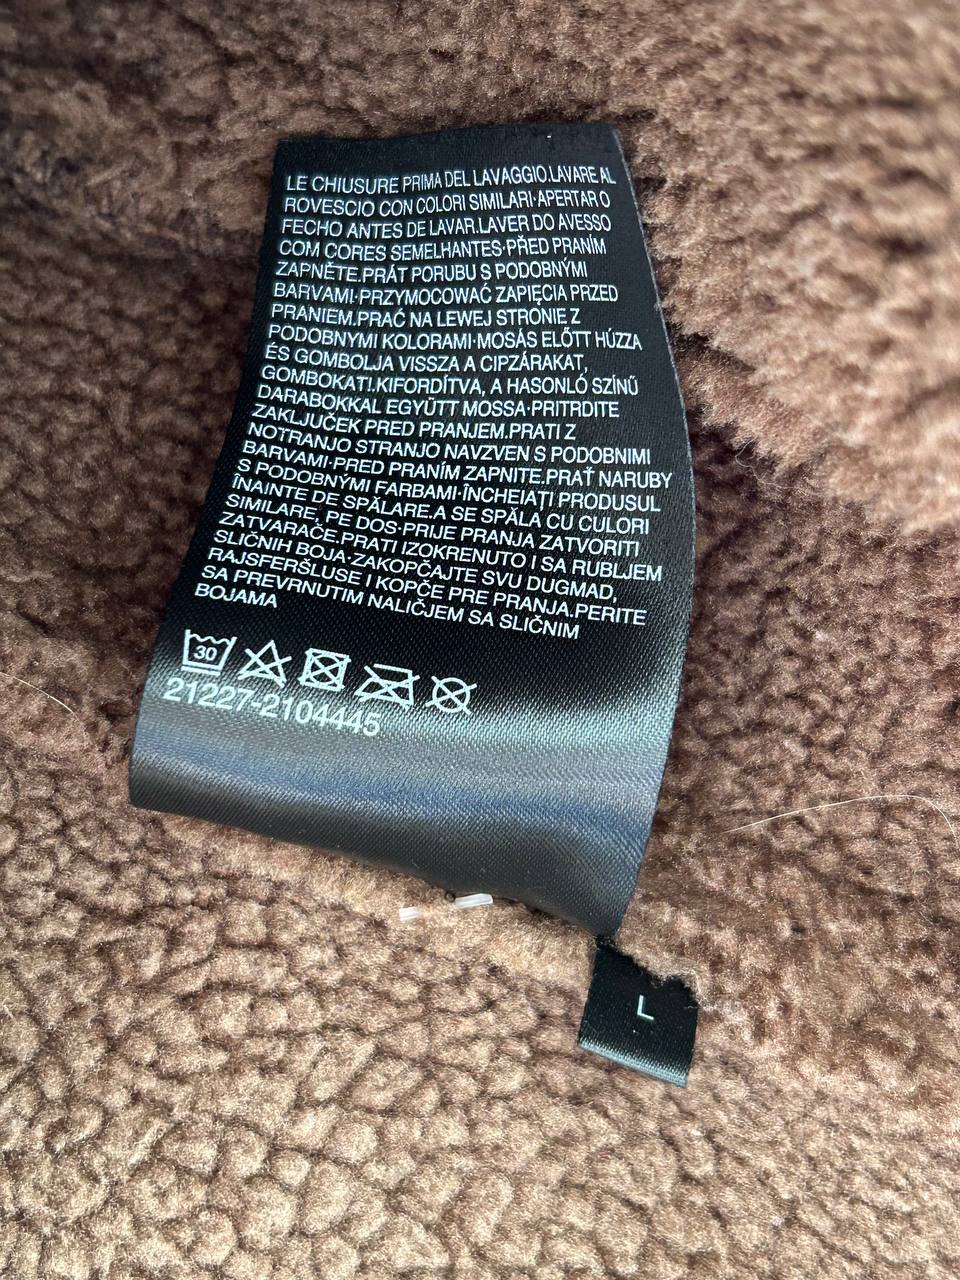 LE CHIUSURE PRIMA DEL LAVAGGIO.LAVARE AL
ROVESCIO CON COLORI SIMILARI·APERTAR O
FECHO ANTES DE LAVAR.LAVER DO AVESSO
COM CORES SEMELHANTES·PŘED PRANÍM
ZAPNĚTE.PRÁT PORUBU S PODOBNÝMI
BARVAMI·PRZYMOCOWAĆ ZAPIĘCIA PRZED
PRANIEM.PRAĆ NA LEWEJ STRONIE Z
PODOBNYMI KOLORAMI·MOSÁS ELŐTT HÚZZA
ÉS GOMBOLJA VISSZA A CIPZÁRAKAT,
GOMBOKAT!.KIFORDÍTVA, A HASONLÓ SZÍNŰ
DARABOKKAL EGYÜTT MOSSA·PRITRDITE
ZAKLJUČEK PRED PRANJEM.PRATI Z
NOTRANJO STRANJO NAVZVEN S PODOBNIMI
BARVAMI·PRED PRANÍM ZAPNITE.PRAŤ NARUBY
S PODOBNÝMI FARBAMI·ÎNCHEIAȚI PRODUSUL
ÎNAINTE DE SPĂLARE.A SE SPĂLA CU CULORI
SIMILARE, PE DOS·PRIJE PRANJA ZATVORITI
ZATVARAČE.PRATI IZOKRENUTO I SA RUBLJEM
SLIČNIH BOJA·ZAKOPČAJTE SVU DUGMAD,
RAJSFERŠLUSE I KOPČE PRE PRANJA.PERITE
SA PREVRNUTIM NALIČJEM SA SLIČNIM
BOJAMA
30
21227-2104445
L